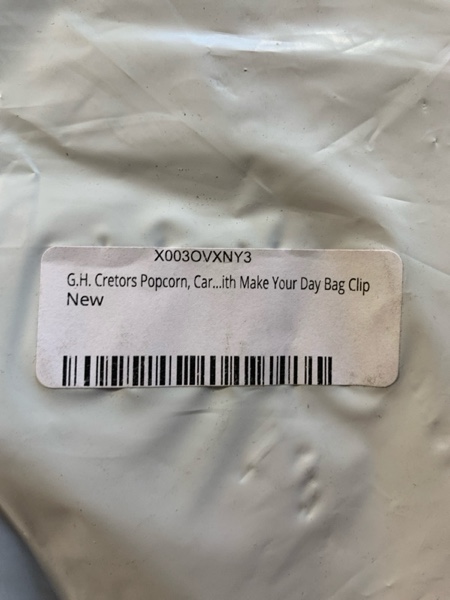 X003OVXNY3
G.H. Cretors Popcorn, Car...ith Make Your Day Bag Clip
New